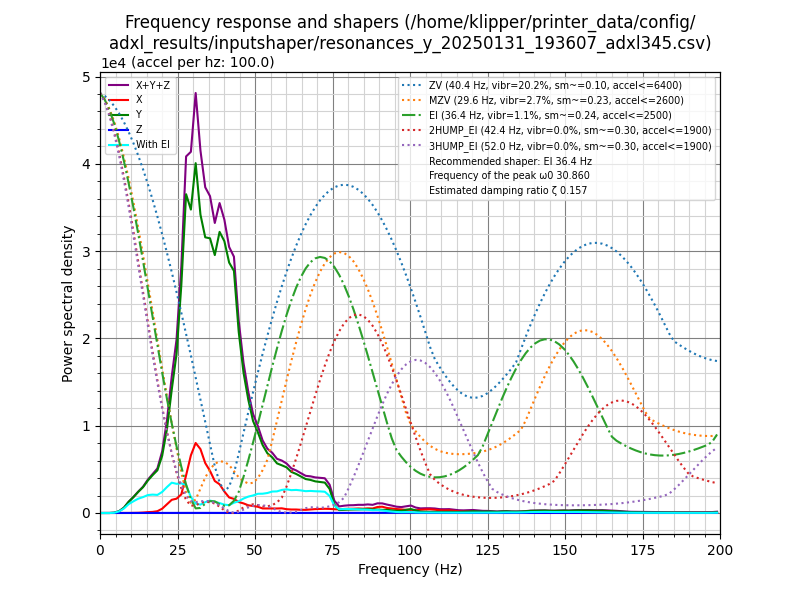 Frequency response and shapers (/home/klipper/printer_data/config/
adxl_results/inputshaper/resonances_y_20250131_193607_adxl345.csv)
1e4 (accel per hz: 100.0)
X+Y+Z
X
Y
Z
With EI
ZV (40.4 Hz, vibr=20.2%, sm~=0.10, accel<=6400)
MZV (29.6 Hz, vibr=2.7%, sm~=0.23, accel<=2600)
EI (36.4 Hz, vibr=1.1%, sm~=0.24, accel<=2500)
2HUMP_EI (42.4 Hz, vibr=0.0%, sm~=0.30, accel<=1900)
3HUMP_EI (52.0 Hz, vibr=0.0%, sm~=0.30, accel<=1900)
Recommended shaper: EI 36.4 Hz
Frequency of the peak ω0 30.860
Estimated damping ratio ζ 0.157
Power spectral density
5
4
3
2
1
0
0 25 50 75 100 125 150 175 200
Frequency (Hz)